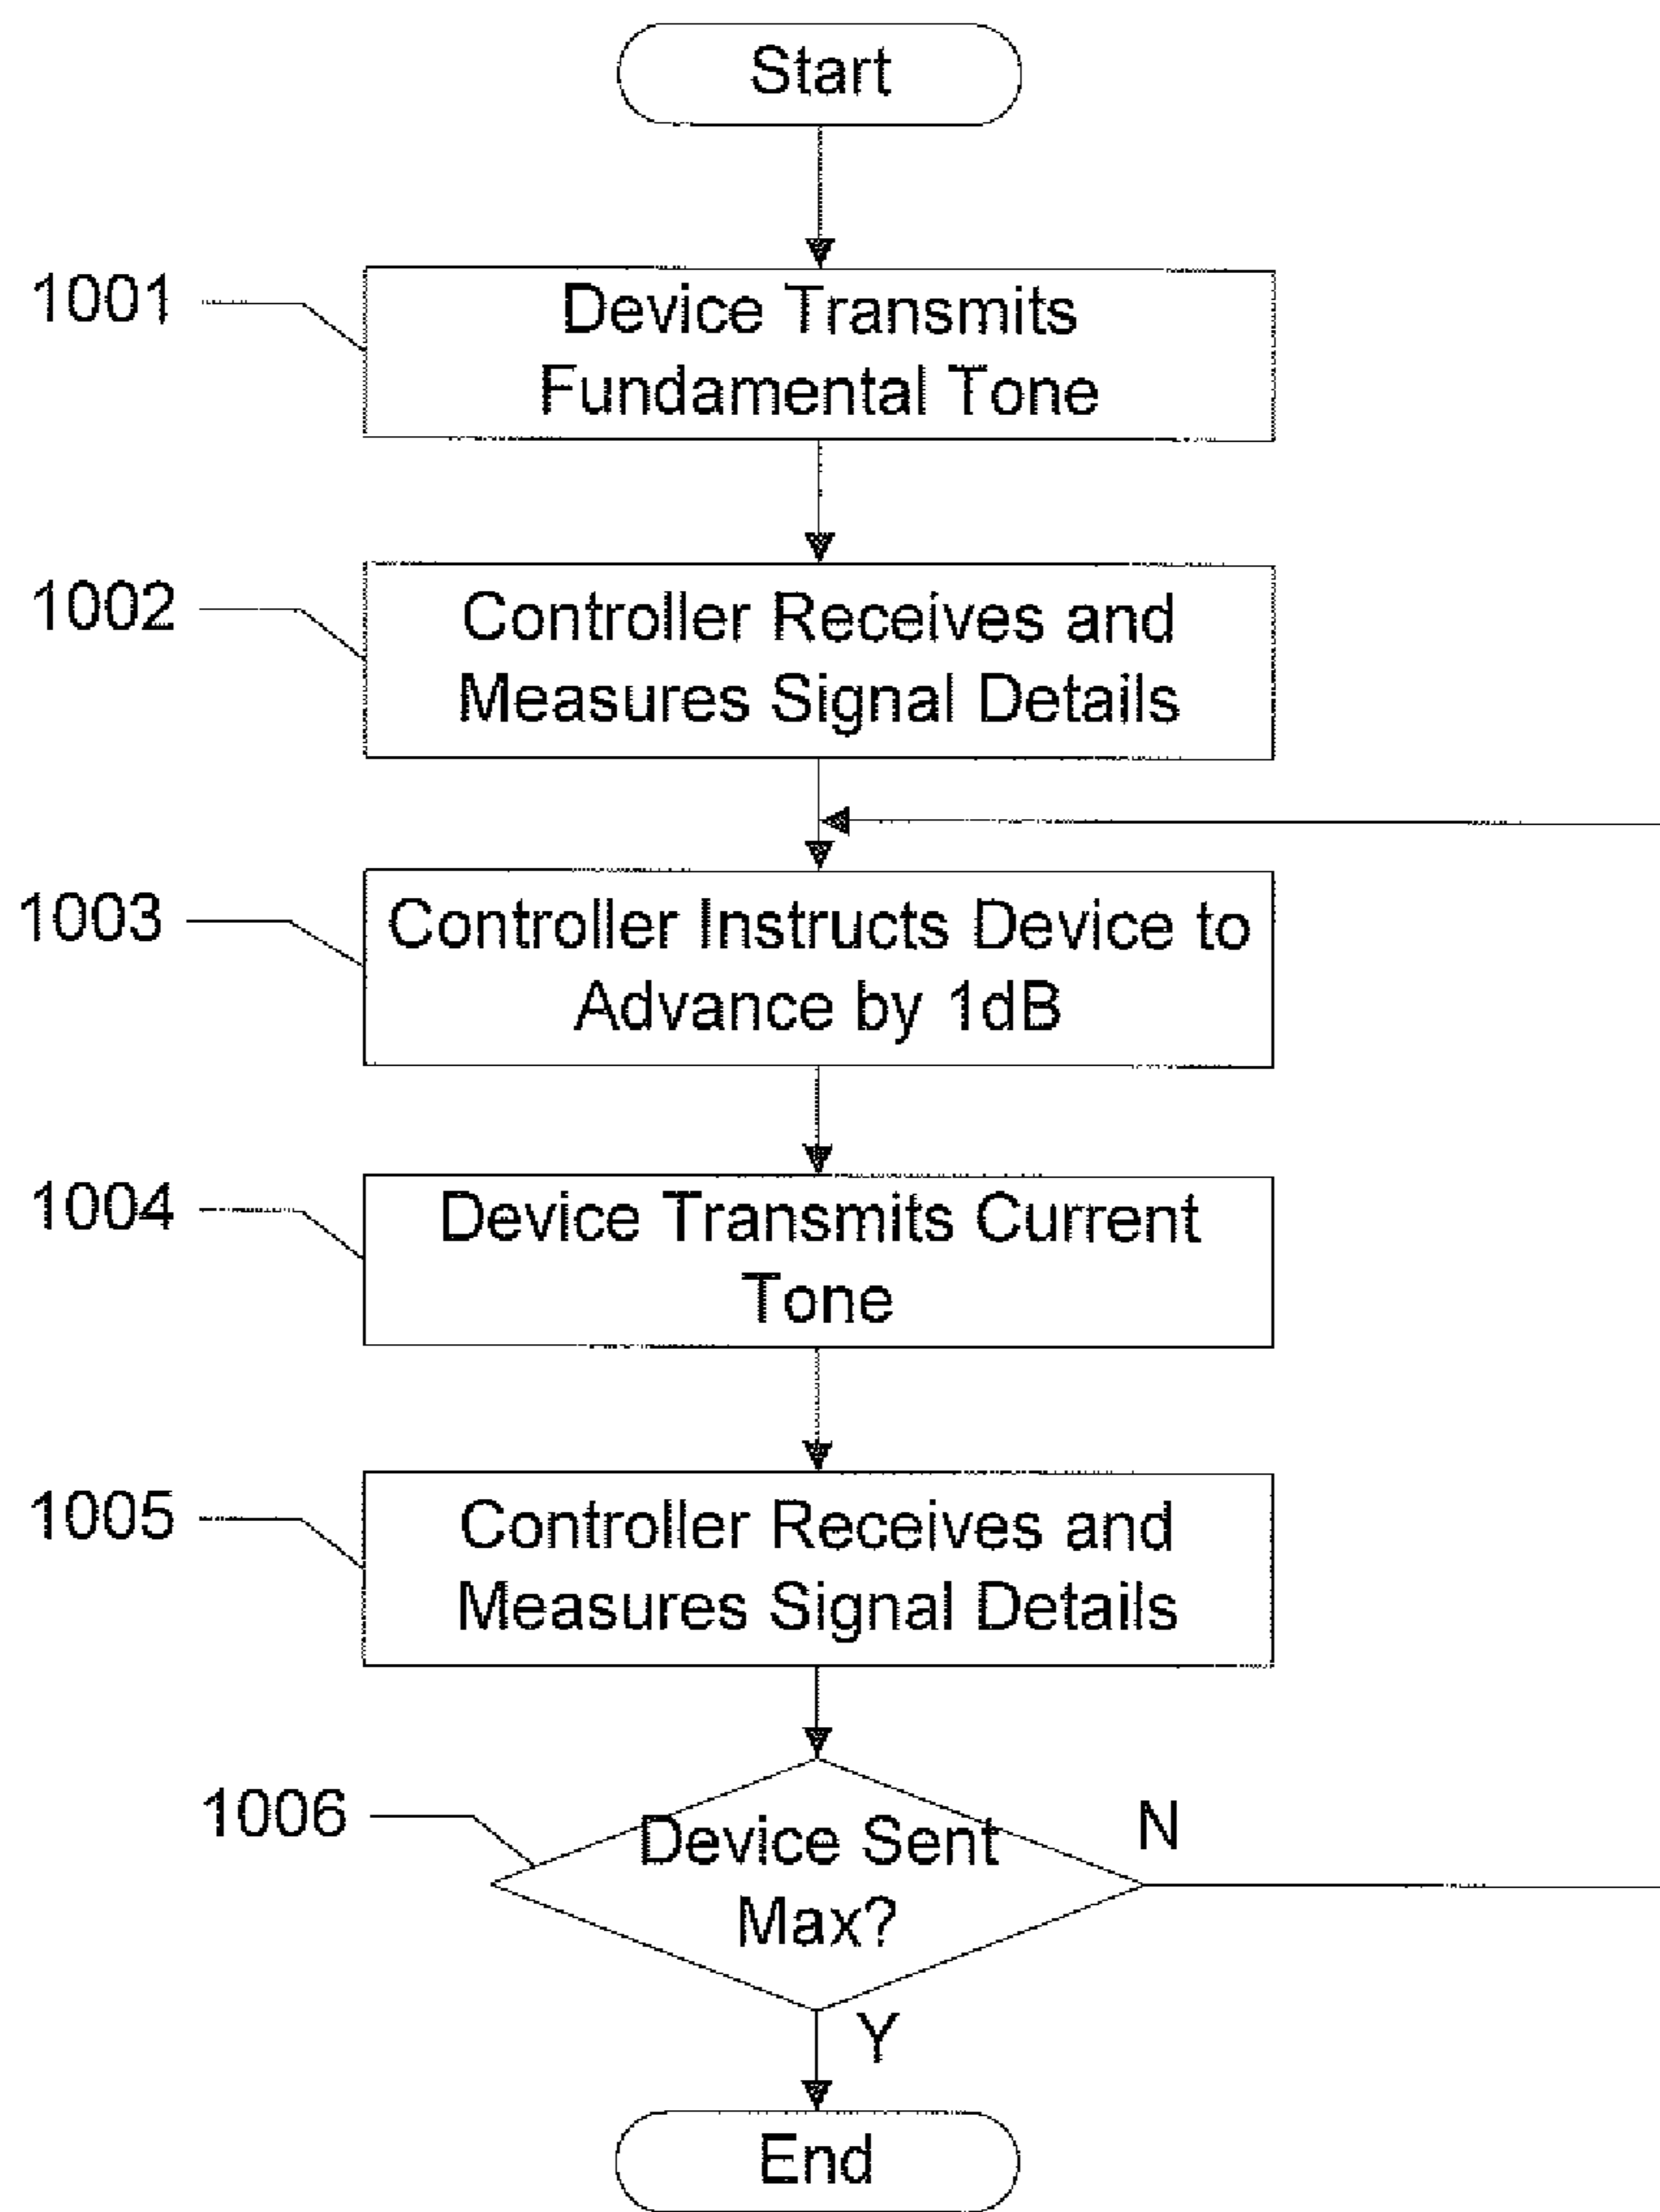 Start
1001
Device Transmits
Fundamental Tone
1002
Controller Receives and
Measures Signal Details
1003
Controller Instructs Device to
Advance by 1dB
1004
Device Transmits Current
Tone
1005
Controller Receives and
Measures Signal Details
1006
Device Sent
Max?
N
Y
End